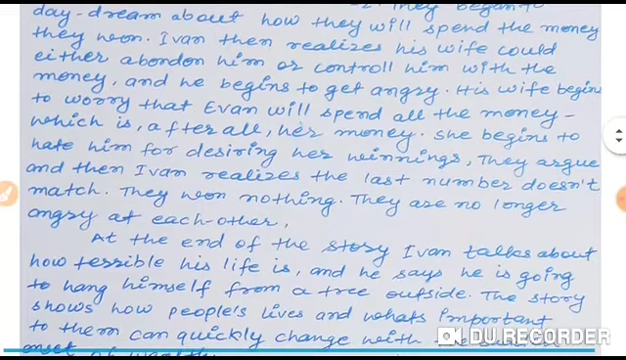 They began to
day-dream about how they will spend the money
they won. Ivan then realizes his wife could
either abondon him or controll him with the
money, and he begins to get angry. His wife begins
to worry that Evan will spend all the money-
which is, after all, her money. She begins to
hate him for desiring her winnings, They argue
and then Ivan realizes the last number doesn't
match. They won nothing. They are no longer
angry at each-other,
At the end of the story Ivan talks about
how terrible his life is, and he says he is going
to hang himself from a tree outside. The story
shows how people's lives and whats important
to them can quickly change with
DU RECORDER